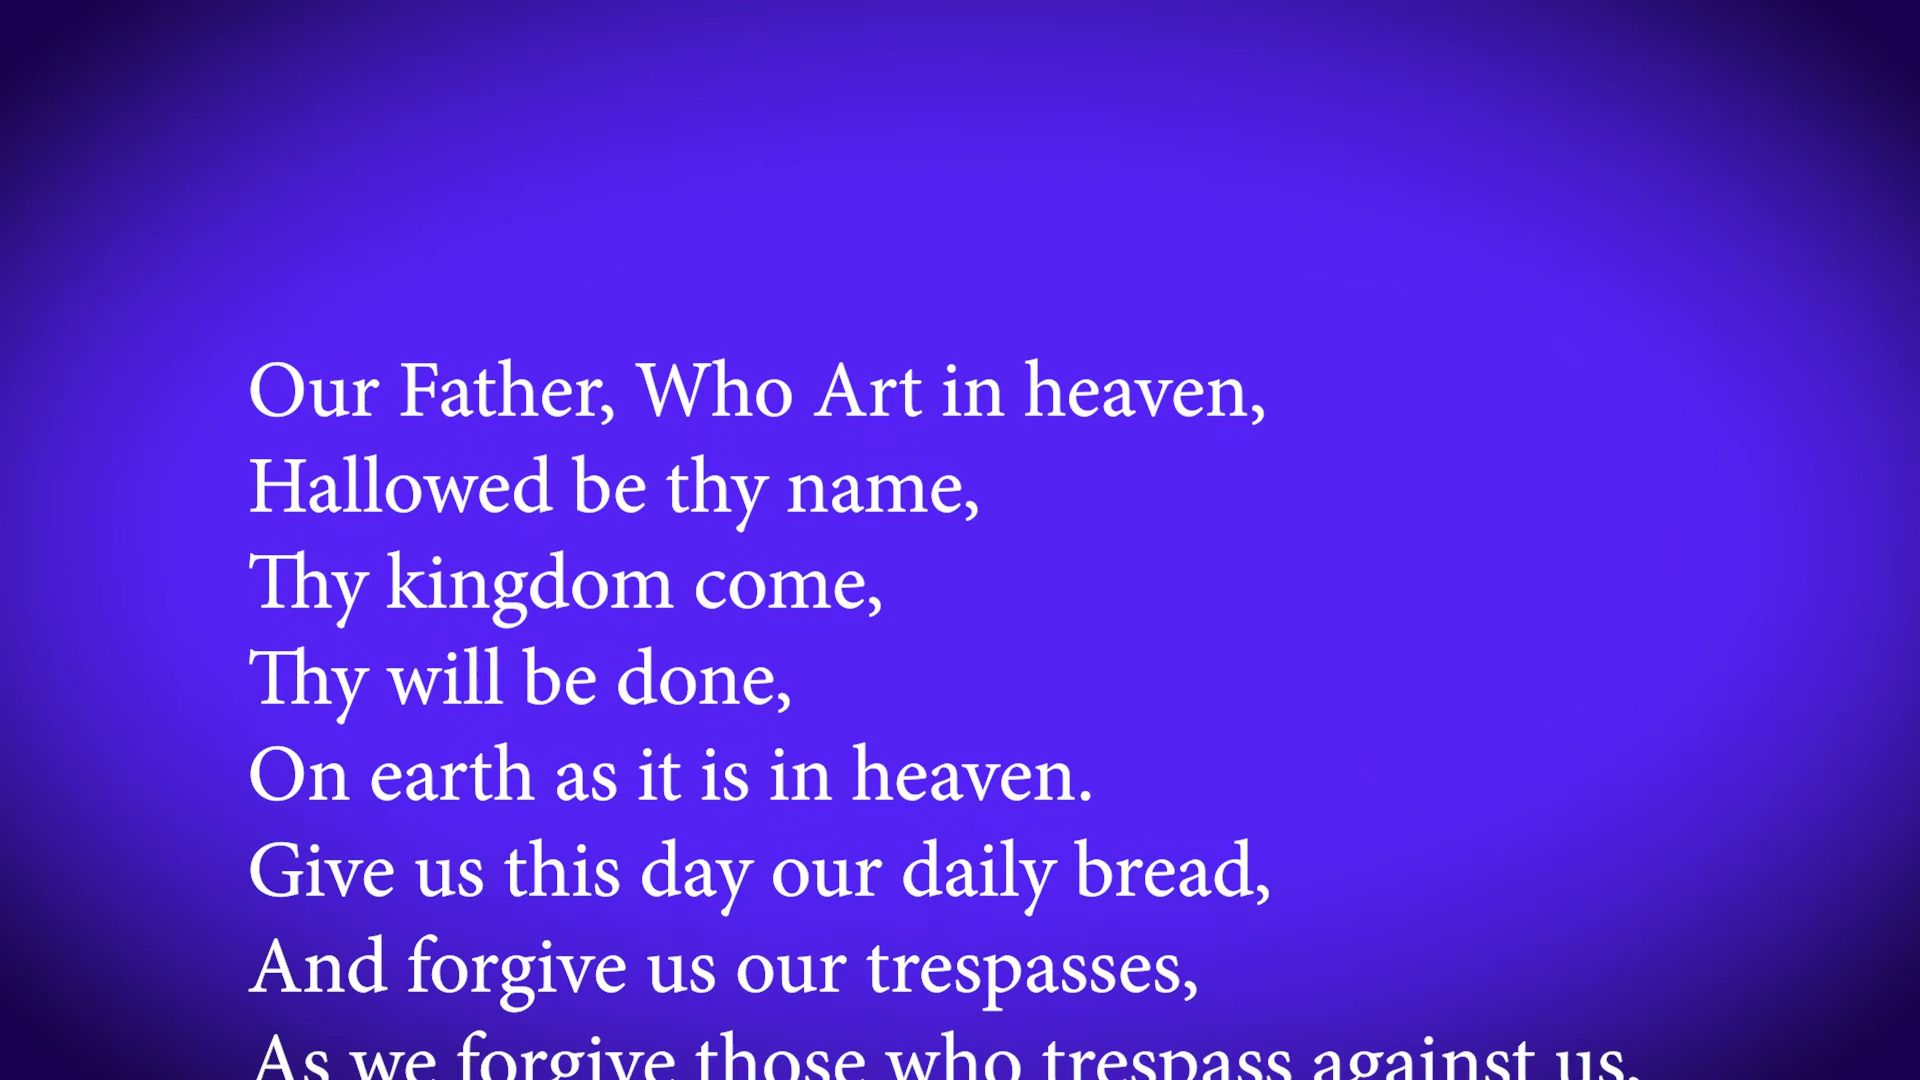 Our Father, Who Art in heaven,
Hallowed be thy name,
Thy kingdom come,
Thy will be done,
On earth as it is in heaven.
Give us this day our daily bread,
And forgive us our trespasses,
As we forgive those who trespass against us,